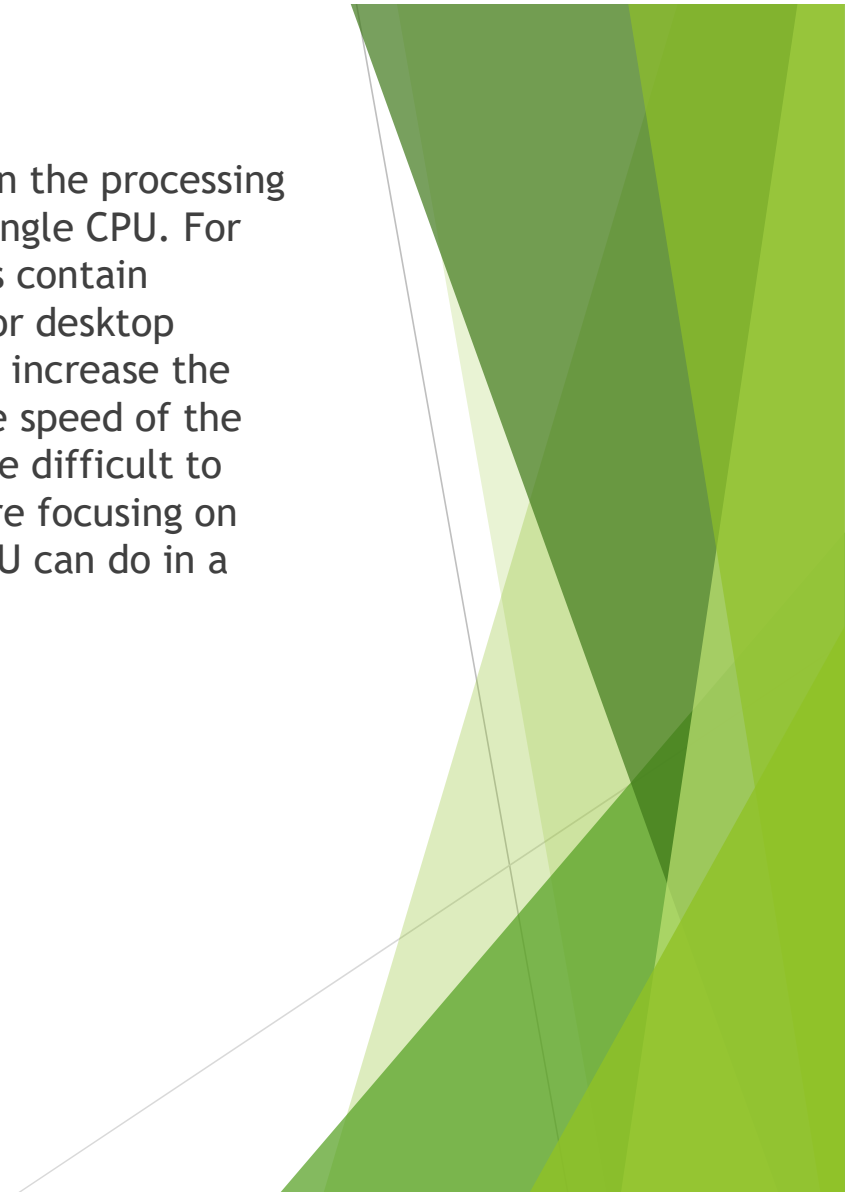 n the processing
ngle CPU. For
s contain
or desktop
increase the
e speed of the
e difficult to
re focusing on
U can do in a